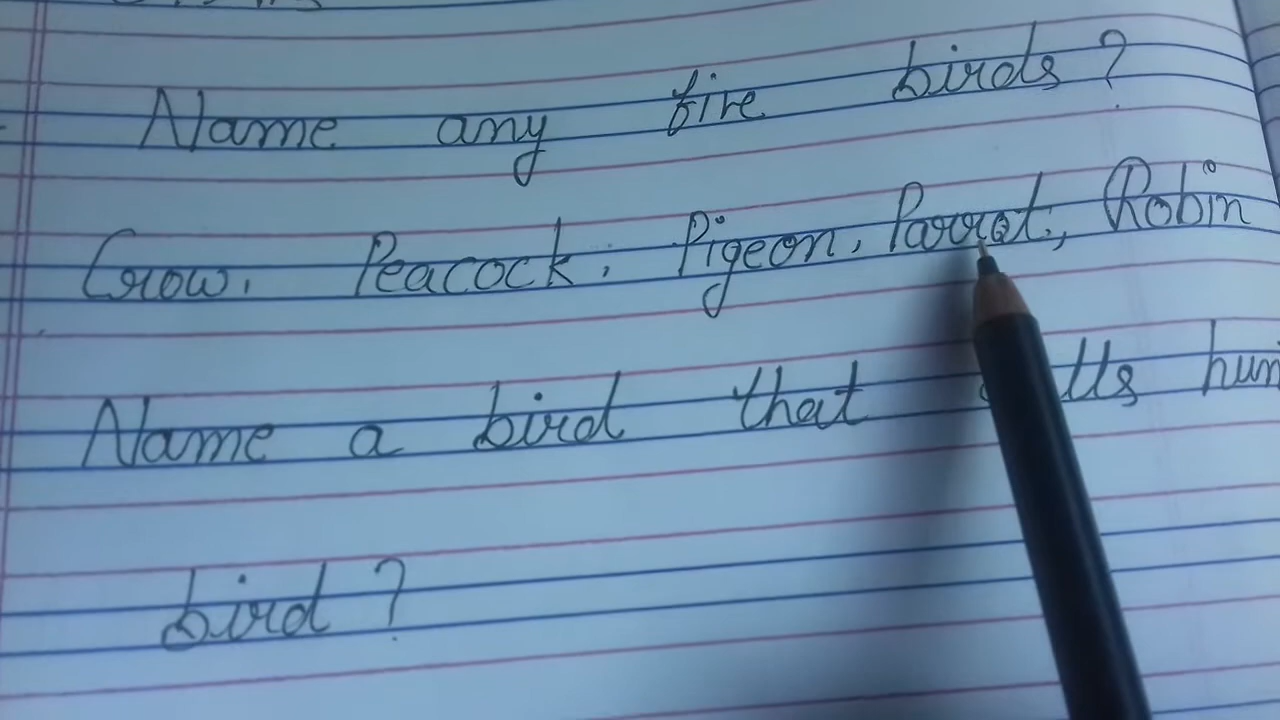 Name any five birds?
Crow, Peacock, Pigeon, Parrot, Robin
Name a bird that
bird?